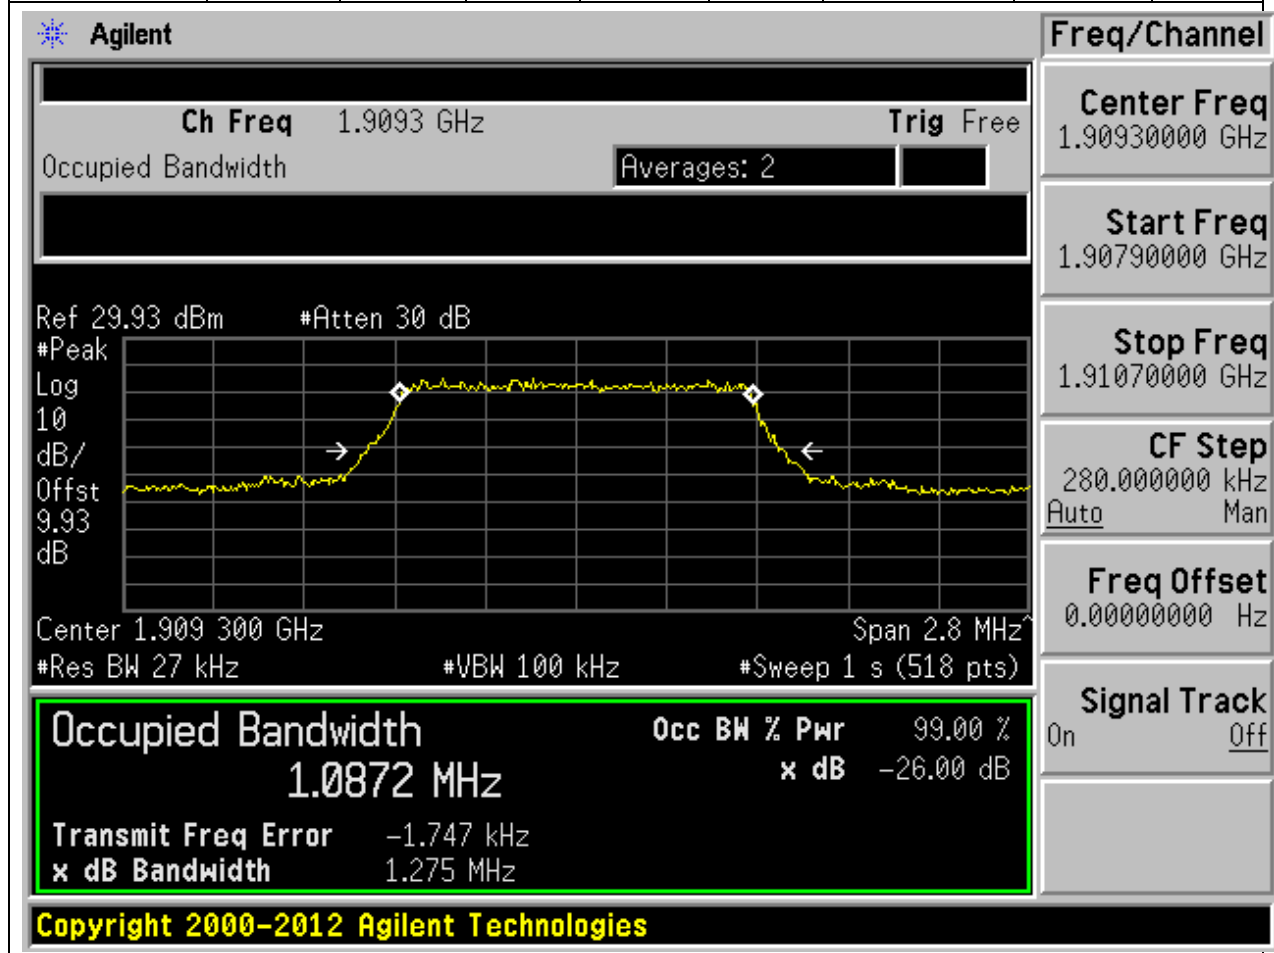 Agilent
Freq/Channel
Ch Freq 1.9093 GHz Trig Free
Occupied Bandwidth Averages: 2
Center Freq
1.90930000 GHz
Start Freq
1.90790000 GHz
Stop Freq
1.91070000 GHz
CF Step
280.000000 kHz
Auto Man
Freq Offset
0.00000000 Hz
Signal Track
On Off
Ref 29.93 dBm #Atten 30 dB
#Peak
Log
10
dB/
Offst
9.93
dB
Center 1.909 300 GHz Span 2.8 MHz^
#Res BW 27 kHz #VBW 100 kHz #Sweep 1 s (518 pts)
Occupied Bandwidth Occ BW % Pwr 99.00 %
1.0872 MHz x dB -26.00 dB
Transmit Freq Error -1.747 kHz
x dB Bandwidth 1.275 MHz
Copyright 2000-2012 Agilent Technologies